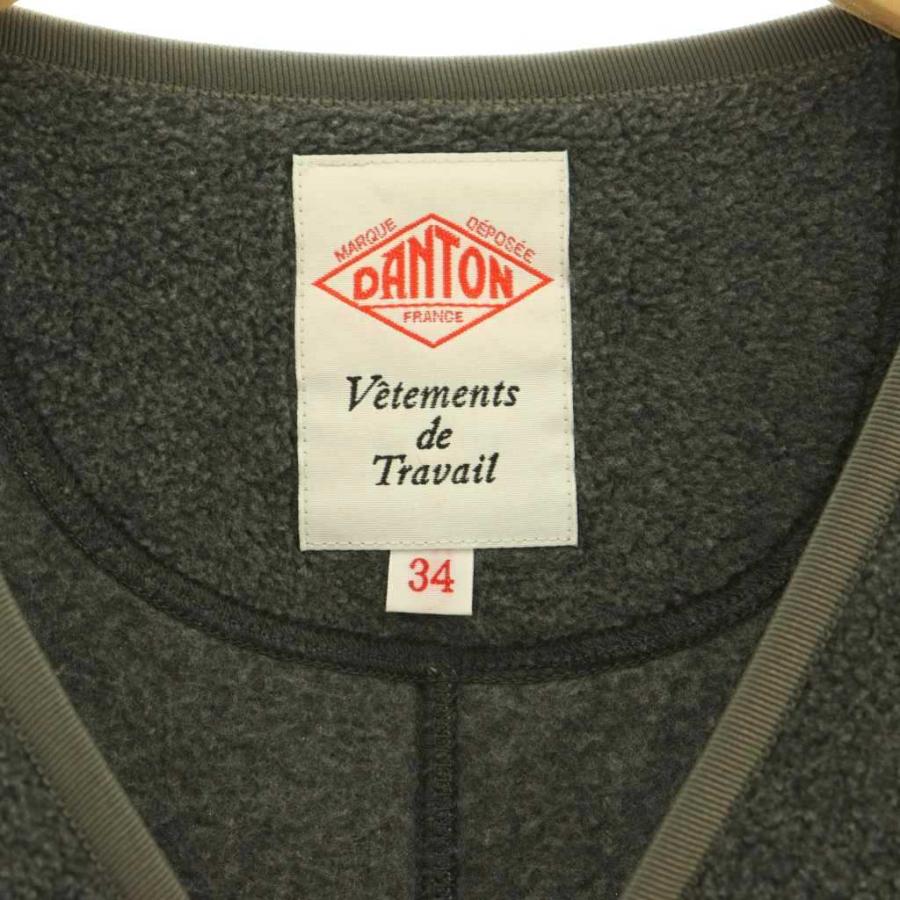 MARQUE DÉPOSÉE
DANTON
FRANCE
Vêtements
de
Travail
34